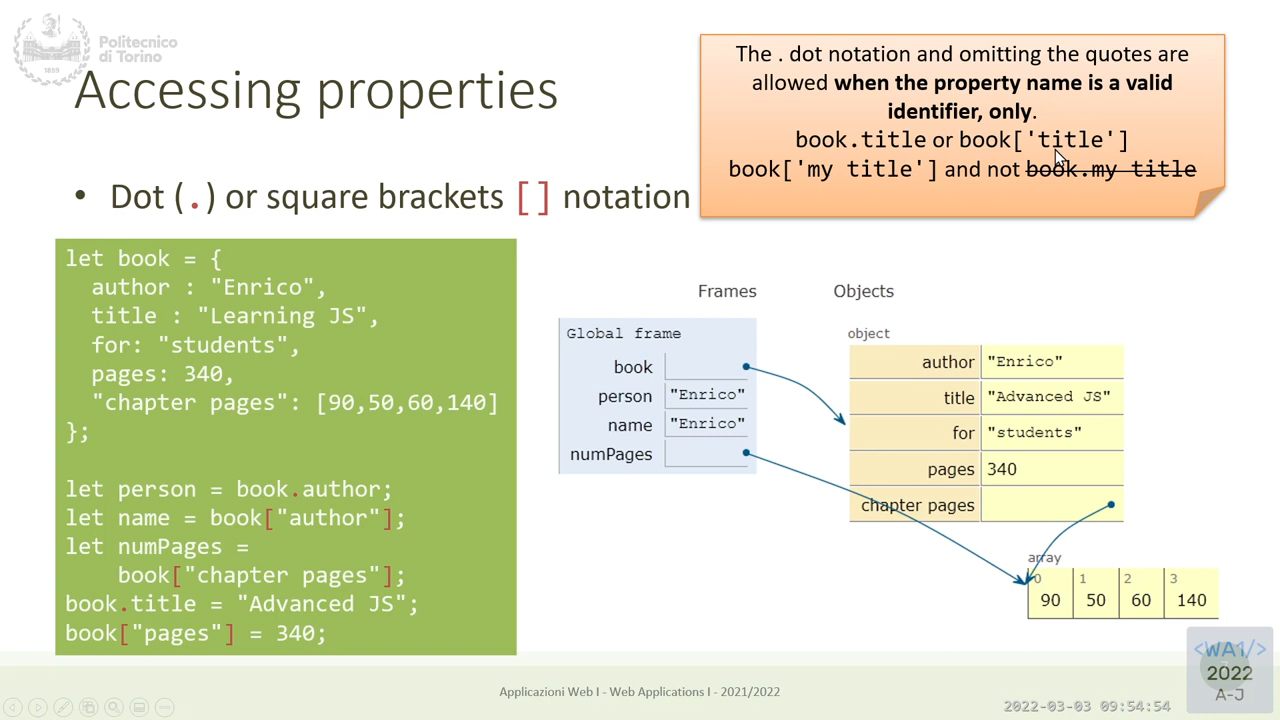 Politecnico
di Torino
1859
Accessing properties
The . dot notation and omitting the quotes are
allowed when the property name is a valid
identifier, only.
book.title or book['title']
book['my title'] and not book.my title
• Dot (.) or square brackets [] notation
let book = {
author : "Enrico",
title : "Learning JS",
for: "students",
pages: 340,
"chapter pages": [90,50,60,140]
};
let person = book.author;
let name = book["author"];
let numPages =
book["chapter pages"];
book.title = "Advanced JS";
book["pages"] = 340;
Frames
Objects
Global frame
book
person "Enrico"
name "Enrico"
numPages
object
author "Enrico"
title "Advanced JS"
for "students"
pages 340
chapter pages
array
0 1 2 3
90 50 60 140
Applicazioni Web I - Web Applications I - 2021/2022
2022-03-03 09:54:54
<WA1/>
2022
A-J